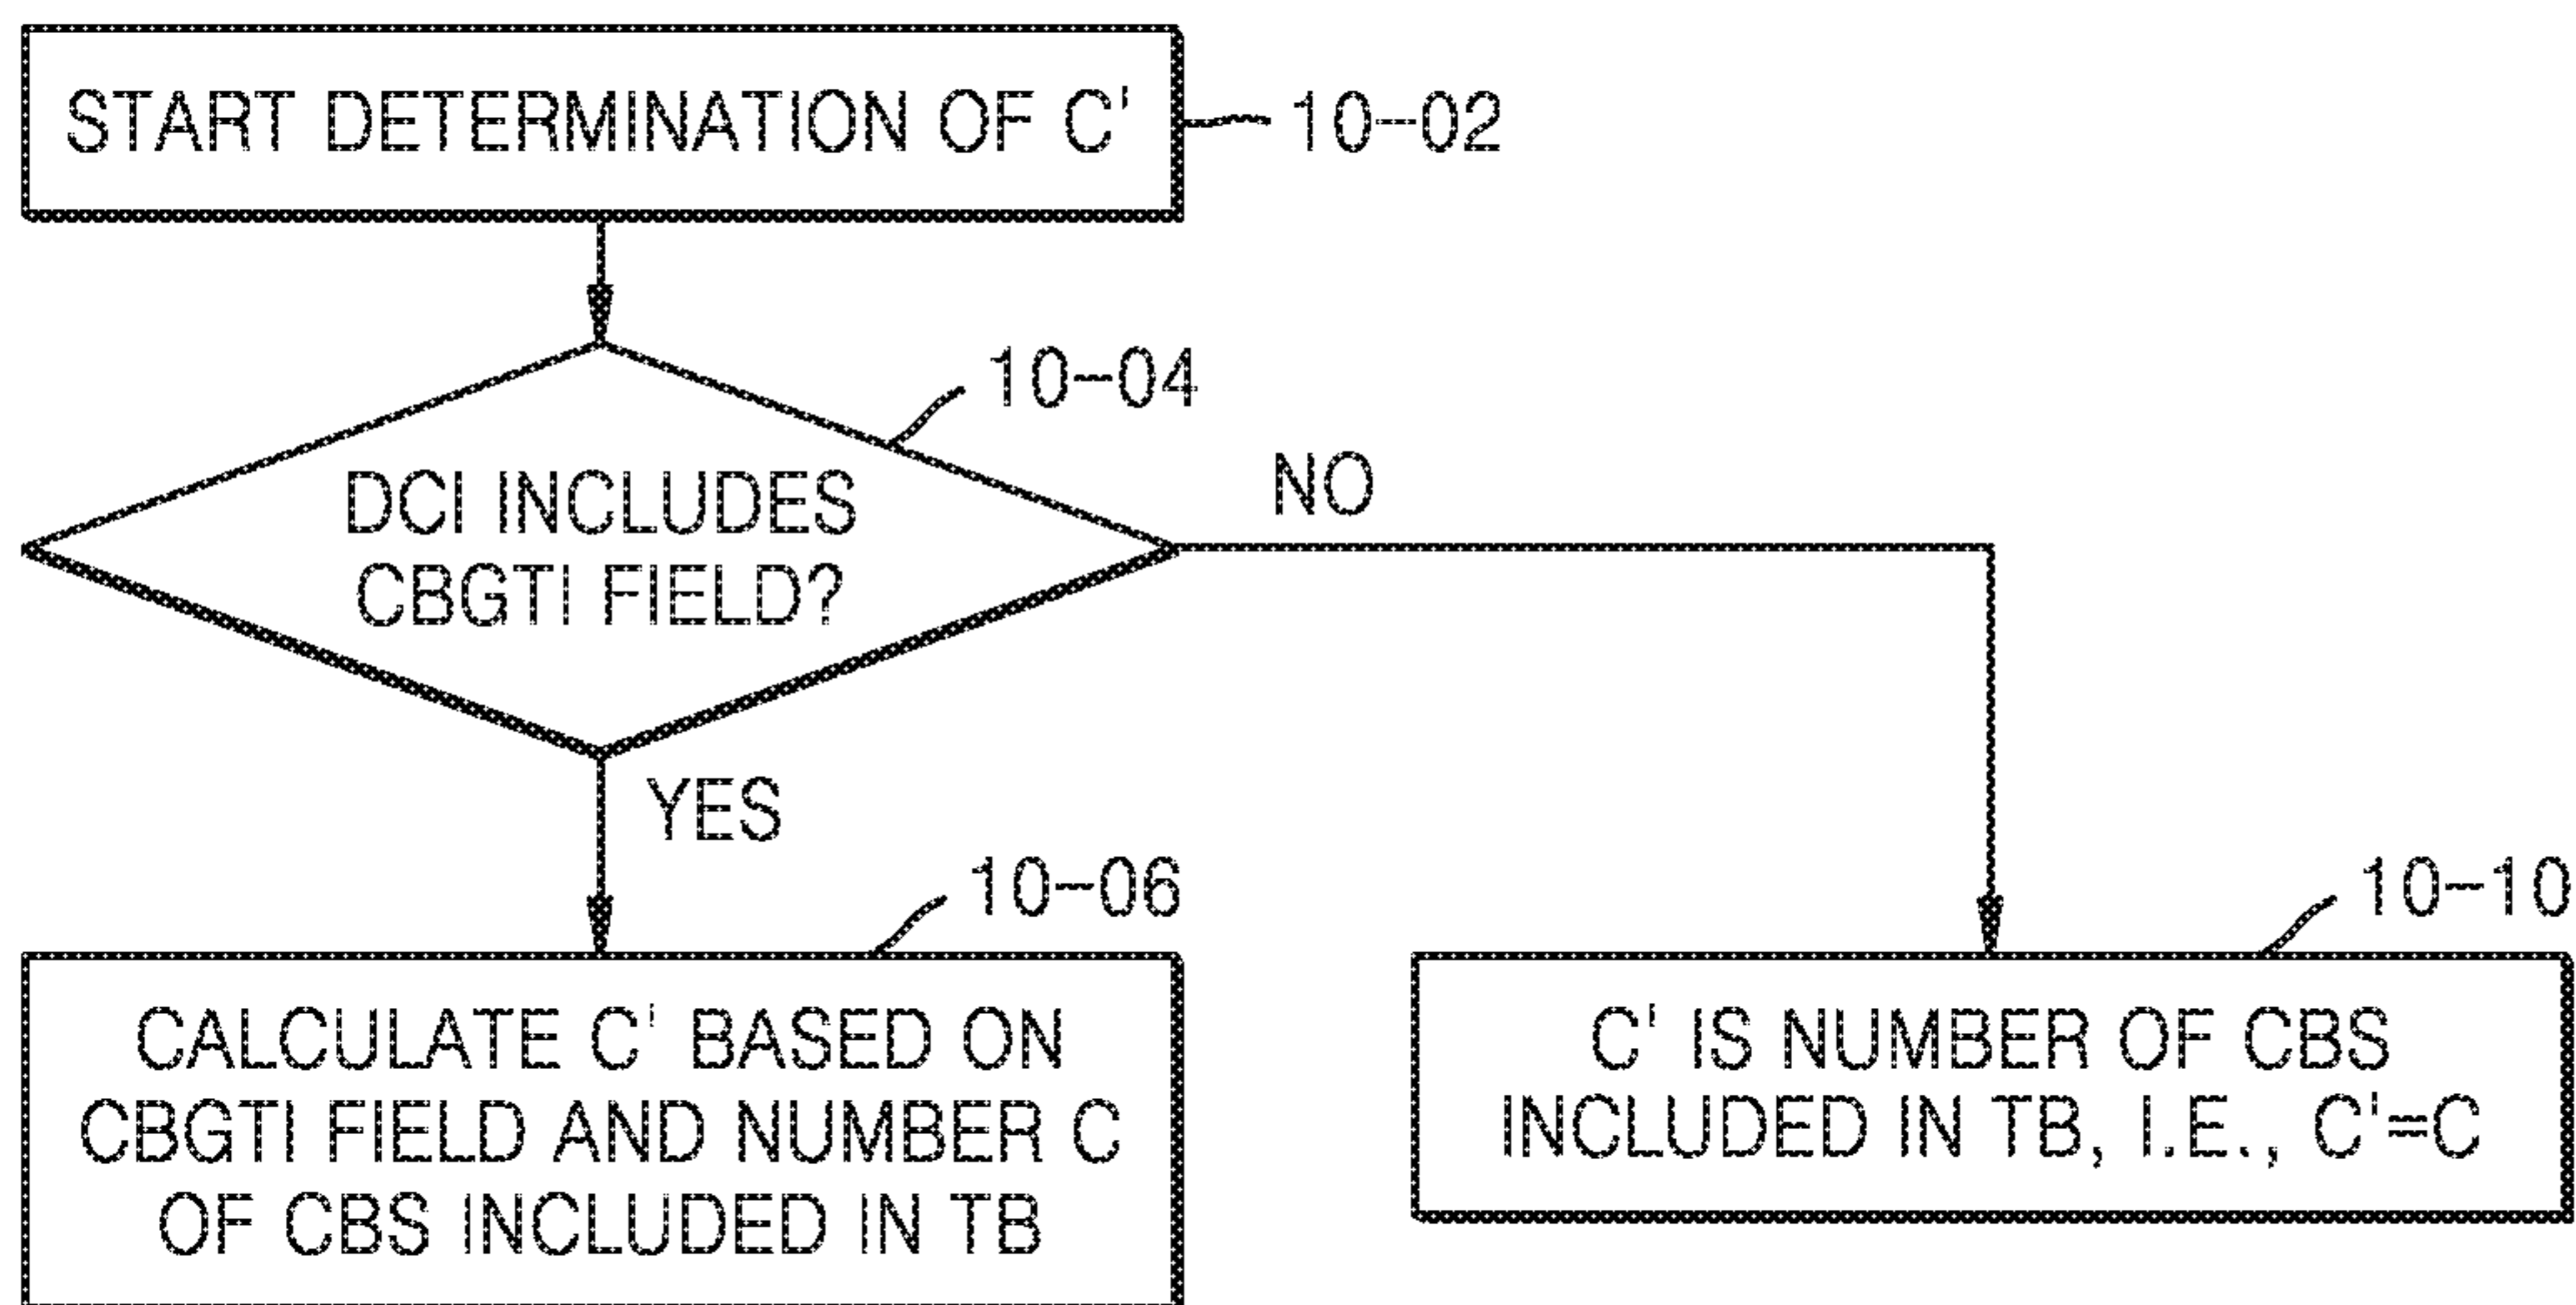 START DETERMINATION OF C'
10-02
10-04
DCI INCLUDES
CBGTI FIELD?
NO
YES
10-06
CALCULATE C' BASED ON
CBGTI FIELD AND NUMBER C
OF CBS INCLUDED IN TB
10-10
C' IS NUMBER OF CBS
INCLUDED IN TB, I.E., C'=C